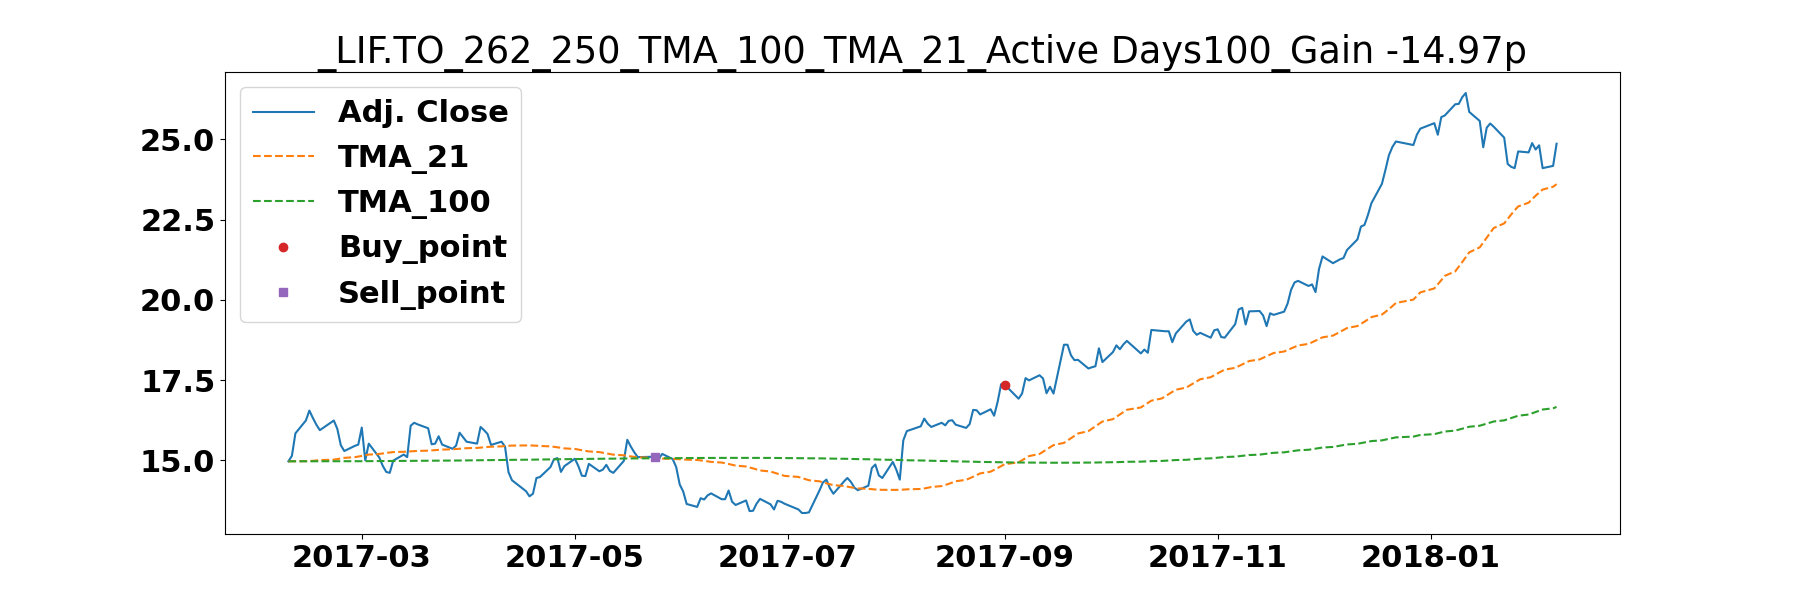 _LIF.TO_262_250_TMA_100_TMA_21_Active Days100_Gain -14.97p
Adj. Close
TMA_21
TMA_100
Buy_point
Sell_point
25.0
22.5
20.0
17.5
15.0
2017-03 2017-05 2017-07 2017-09 2017-11 2018-01